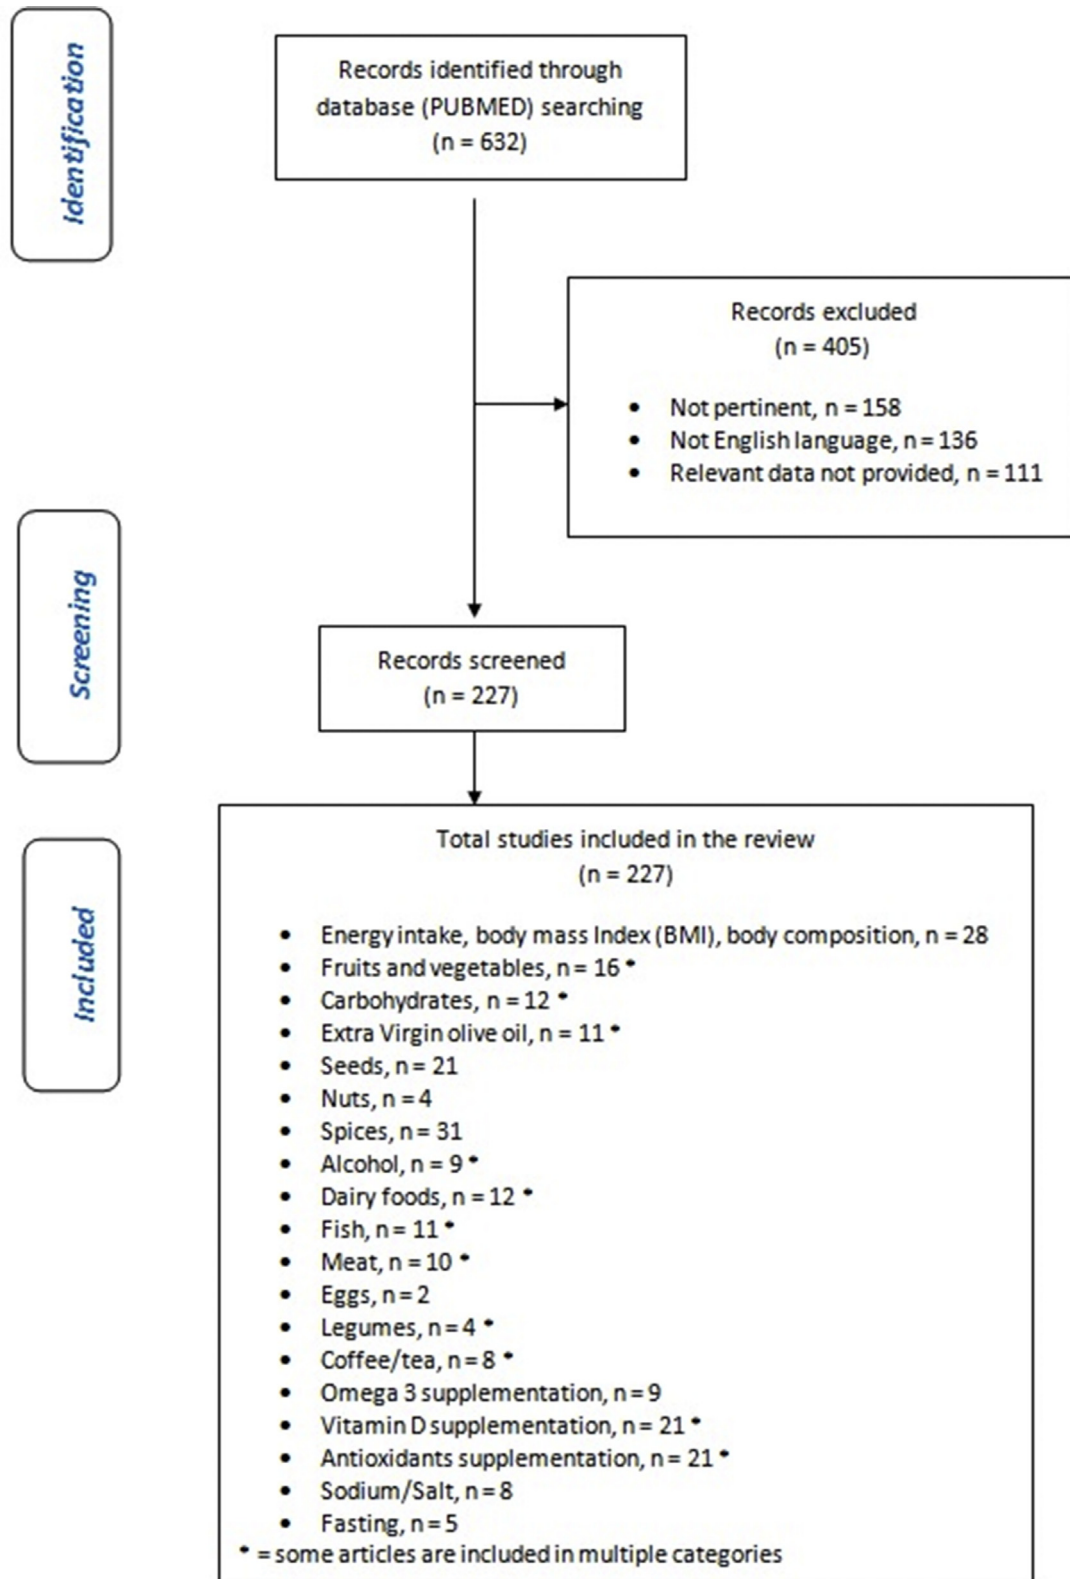 Identification
Records identified through
database (PUBMED) searching
(n = 632)
Records excluded
(n = 405)
• Not pertinent, n = 158
• Not English language, n = 136
• Relevant data not provided, n = 111
Screening
Records screened
(n = 227)
Included
Total studies included in the review
(n = 227)
• Energy intake, body mass Index (BMI), body composition, n = 28
• Fruits and vegetables, n = 16 *
• Carbohydrates, n = 12 *
• Extra Virgin olive oil, n = 11 *
• Seeds, n = 21
• Nuts, n = 4
• Spices, n = 31
• Alcohol, n = 9 *
• Dairy foods, n = 12 *
• Fish, n = 11 *
• Meat, n = 10 *
• Eggs, n = 2
• Legumes, n = 4 *
• Coffee/tea, n = 8 *
• Omega 3 supplementation, n = 9
• Vitamin D supplementation, n = 21 *
• Antioxidants supplementation, n = 21 *
• Sodium/Salt, n = 8
• Fasting, n = 5
* = some articles are included in multiple categories